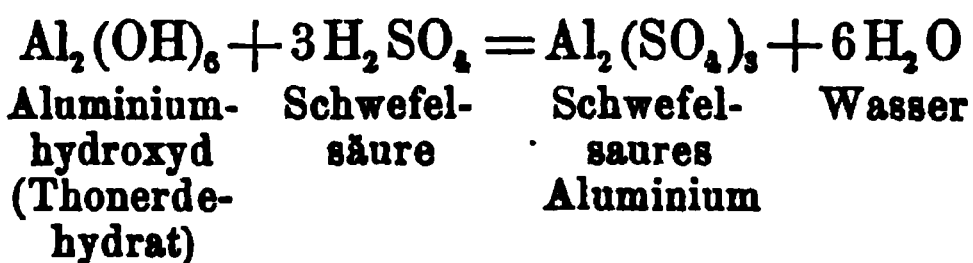 Al₂(OH)₆+3H₂SO₄=Al₂(SO₄)₃+6H₂O
Aluminium- Schwefel- Schwefel- Wasser
hydroxyd säure saures
(Thonerde- Aluminium
hydrat)